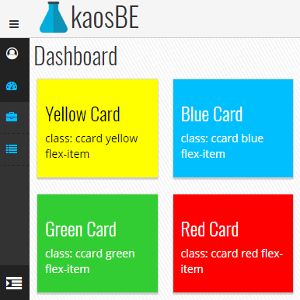 kaosBE
Dashboard
Yellow Card
class: ccard yellow
flex-item
Blue Card
class: ccard blue
flex-item
Green Card
class: ccard green
flex-item
Red Card
class: ccard red flex-
item